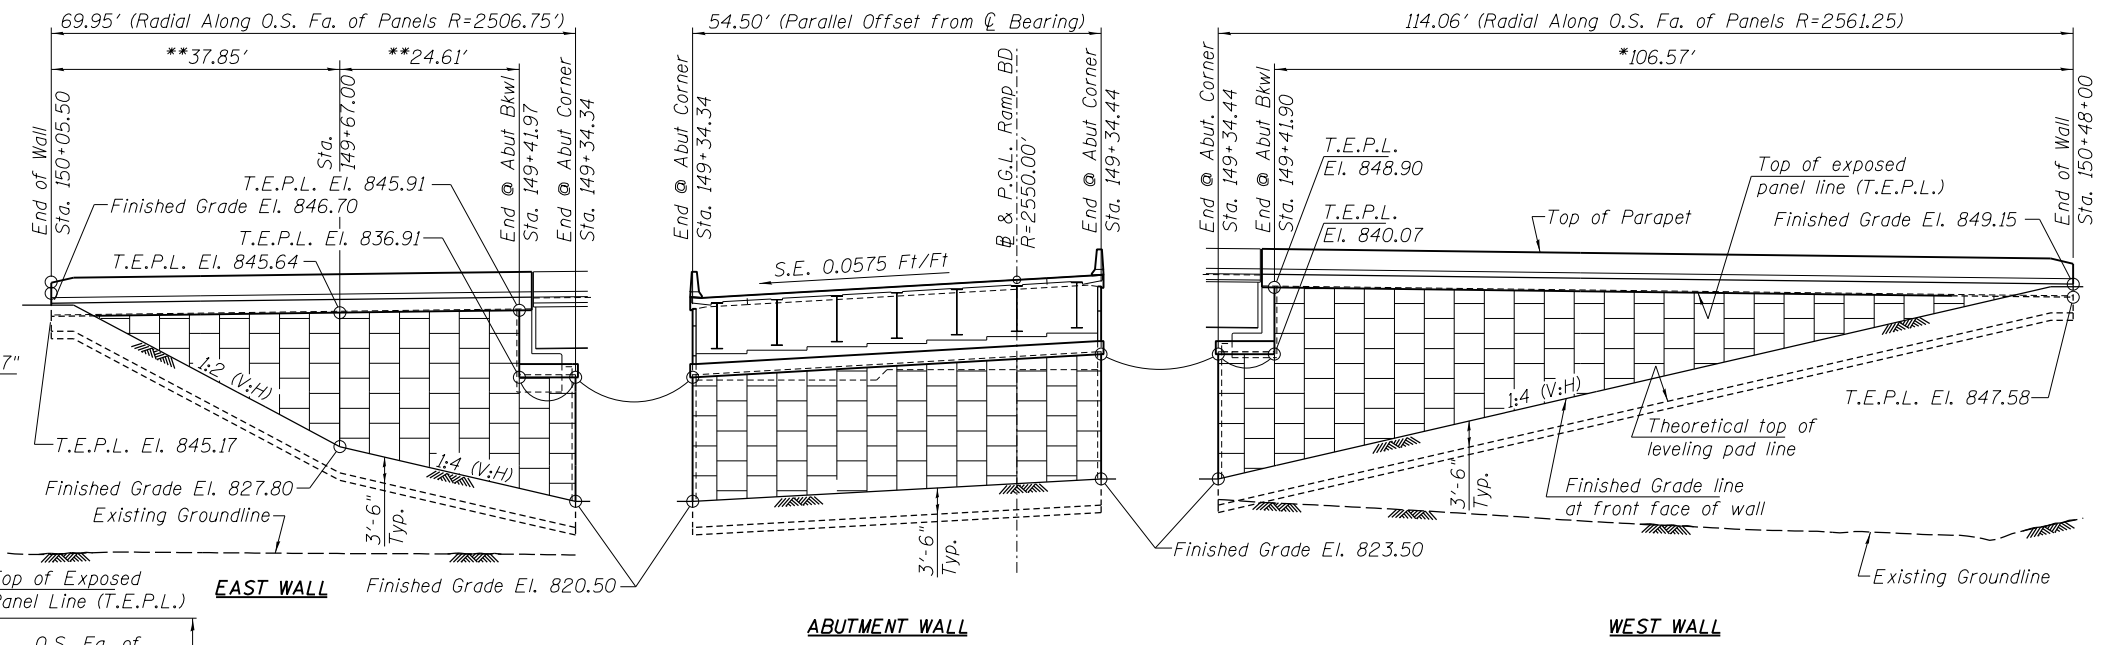 69.95' (Radial Along O.S. Fa. of Panels R=2506.75')
**37.85'
**24.61'
End of Wall
Sta. 150+05.50
Sta.
149+67.00
End @ Abut Bkwl
Sta. 149+41.97
End @ Abut Corner
Sta. 149+34.34
T.E.P.L. El. 845.91
Finished Grade El. 846.70
T.E.P.L. El. 836.91
T.E.P.L. El. 845.64
7"
1:2 (V:H)
T.E.P.L. El. 845.17
1:4 (V:H)
Finished Grade El. 827.80
Existing Groundline
3'-6"
Typ.
EAST WALL
Finished Grade El. 820.50
Top of Exposed
Panel Line (T.E.P.L.)
O.S. Fa. of
54.50' (Parallel Offset from ℄ Bearing)
End @ Abut Corner
Sta. 149+34.34
℄ & P.G.L. Ramp BD
R=2550.00'
End @ Abut Corner
Sta. 149+34.44
S.E. 0.0575 Ft/Ft
3'-6"
Typ.
ABUTMENT WALL
114.06' (Radial Along O.S. Fa. of Panels R=2561.25)
*106.57'
End @ Abut. Corner
Sta. 149+34.44
End @ Abut Bkwl
Sta. 149+41.90
T.E.P.L.
El. 848.90
T.E.P.L.
El. 840.07
Top of Parapet
Top of exposed
panel line (T.E.P.L.)
Finished Grade El. 849.15
End of Wall
Sta. 150+48+00
1:4 (V:H)
T.E.P.L. El. 847.58
Theoretical top of
leveling pad line
3'-6"
Typ.
Finished Grade line
at front face of wall
Finished Grade El. 823.50
Existing Groundline
WEST WALL